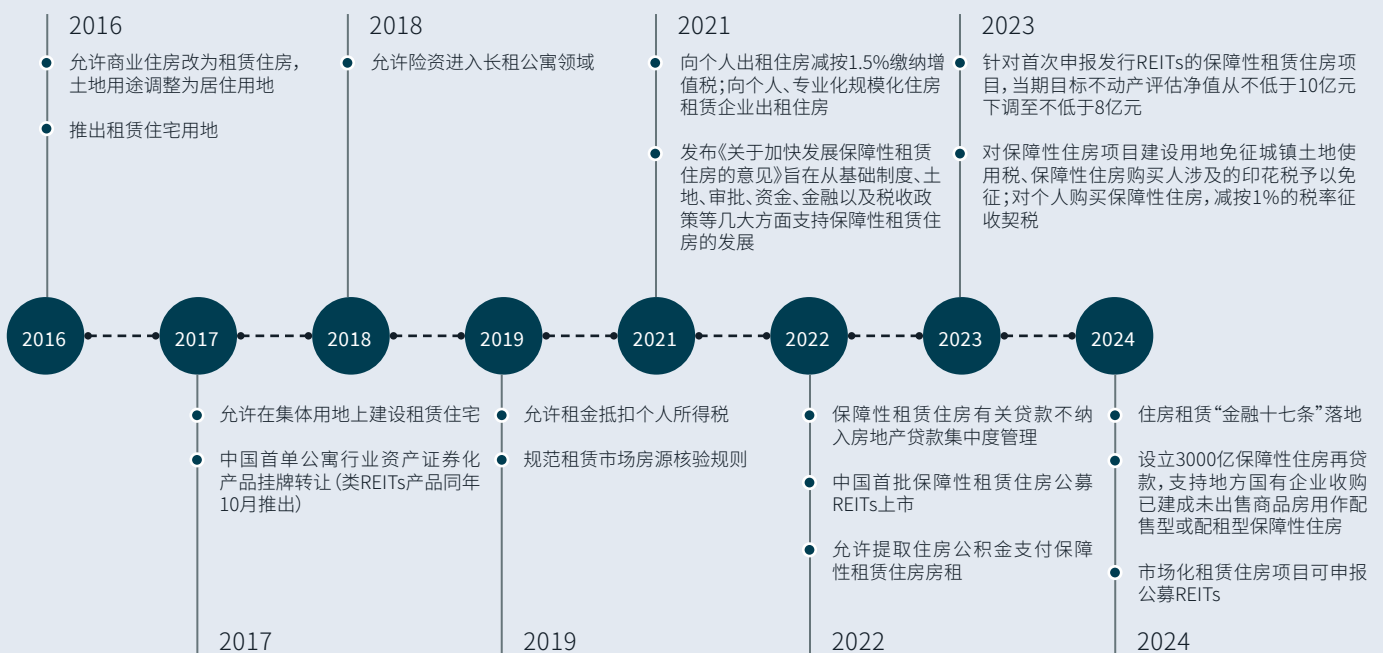 2016
允许商业住房改为租赁住房，
土地用途调整为居住用地
推出租赁住宅用地
2018
允许险资进入长租公寓领域
2021
向个人出租住房减按1.5%缴纳增
值税；向个人、专业化规模化住房
租赁企业出租住房
发布《关于加快发展保障性租赁
住房的意见》旨在从基础制度、土
地、审批、资金、金融以及税收政
策等几大方面支持保障性租赁住
房的发展
2023
针对首次申报发行REITs的保障性租赁住房项
目，当期目标不动产评估净值从不低于10亿元
下调至不低于8亿元
对保障性住房项目建设用地免征城镇土地使
用税、保障性住房购买人涉及的印花税予以免
征；对个人购买保障性住房，减按1%的税率征
收契税
2016
2017
2018
2019
2021
2022
2023
2024
允许在集体用地上建设租赁住宅
中国首单公寓行业资产证券化
产品挂牌转让（类REITs产品同年
10月推出）
2017
允许租金抵扣个人所得税
规范租赁市场房源核验规则
2019
保障性租赁住房有关贷款不纳
入房地产贷款集中度管理
中国首批保障性租赁住房公募
REITs上市
允许提取住房公积金支付保障
性租赁住房房租
2022
住房租赁“金融十七条”落地
设立3000亿保障性住房再贷
款，支持地方国有企业收购
已建成未出售商品房用作配
售型或配租型保障性住房
市场化租赁住房项目可申报
公募REITs
2024